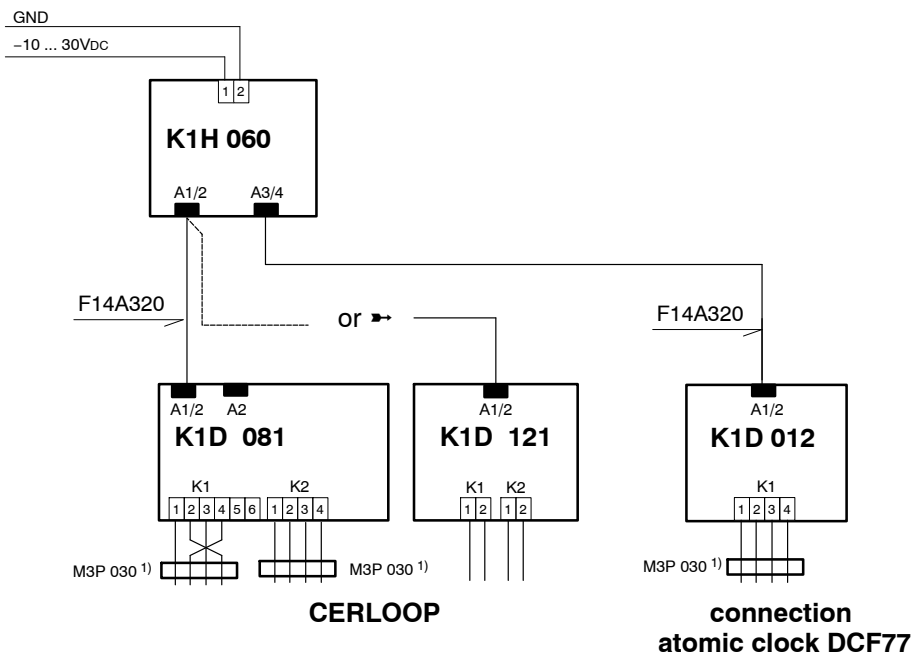 GND
–10 ... 30VDC
1 2
K1H 060
A1/2 A3/4
F14A320
or
F14A320
A1/2 A2
K1D 081
K1 K2
1 2 3 4 5 6 1 2 3 4
A1/2
K1D 121
K1 K2
1 2 1 2
A1/2
K1D 012
K1
1 2 3 4
M3P 030 1)
M3P 030 1)
M3P 030 1)
CERLOOP
connection
atomic clock DCF77